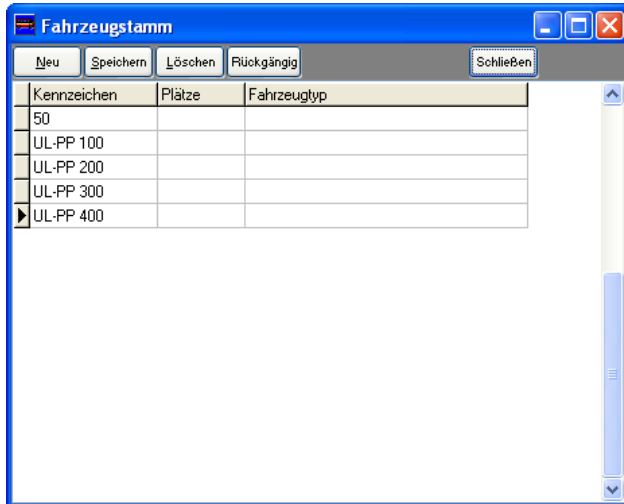 Fahrzeugstamm
Neu Speichern Löschen Rückgängig Schließen
Kennzeichen Plätze Fahrzeugtyp
50
UL-PP 100
UL-PP 200
UL-PP 300
UL-PP 400